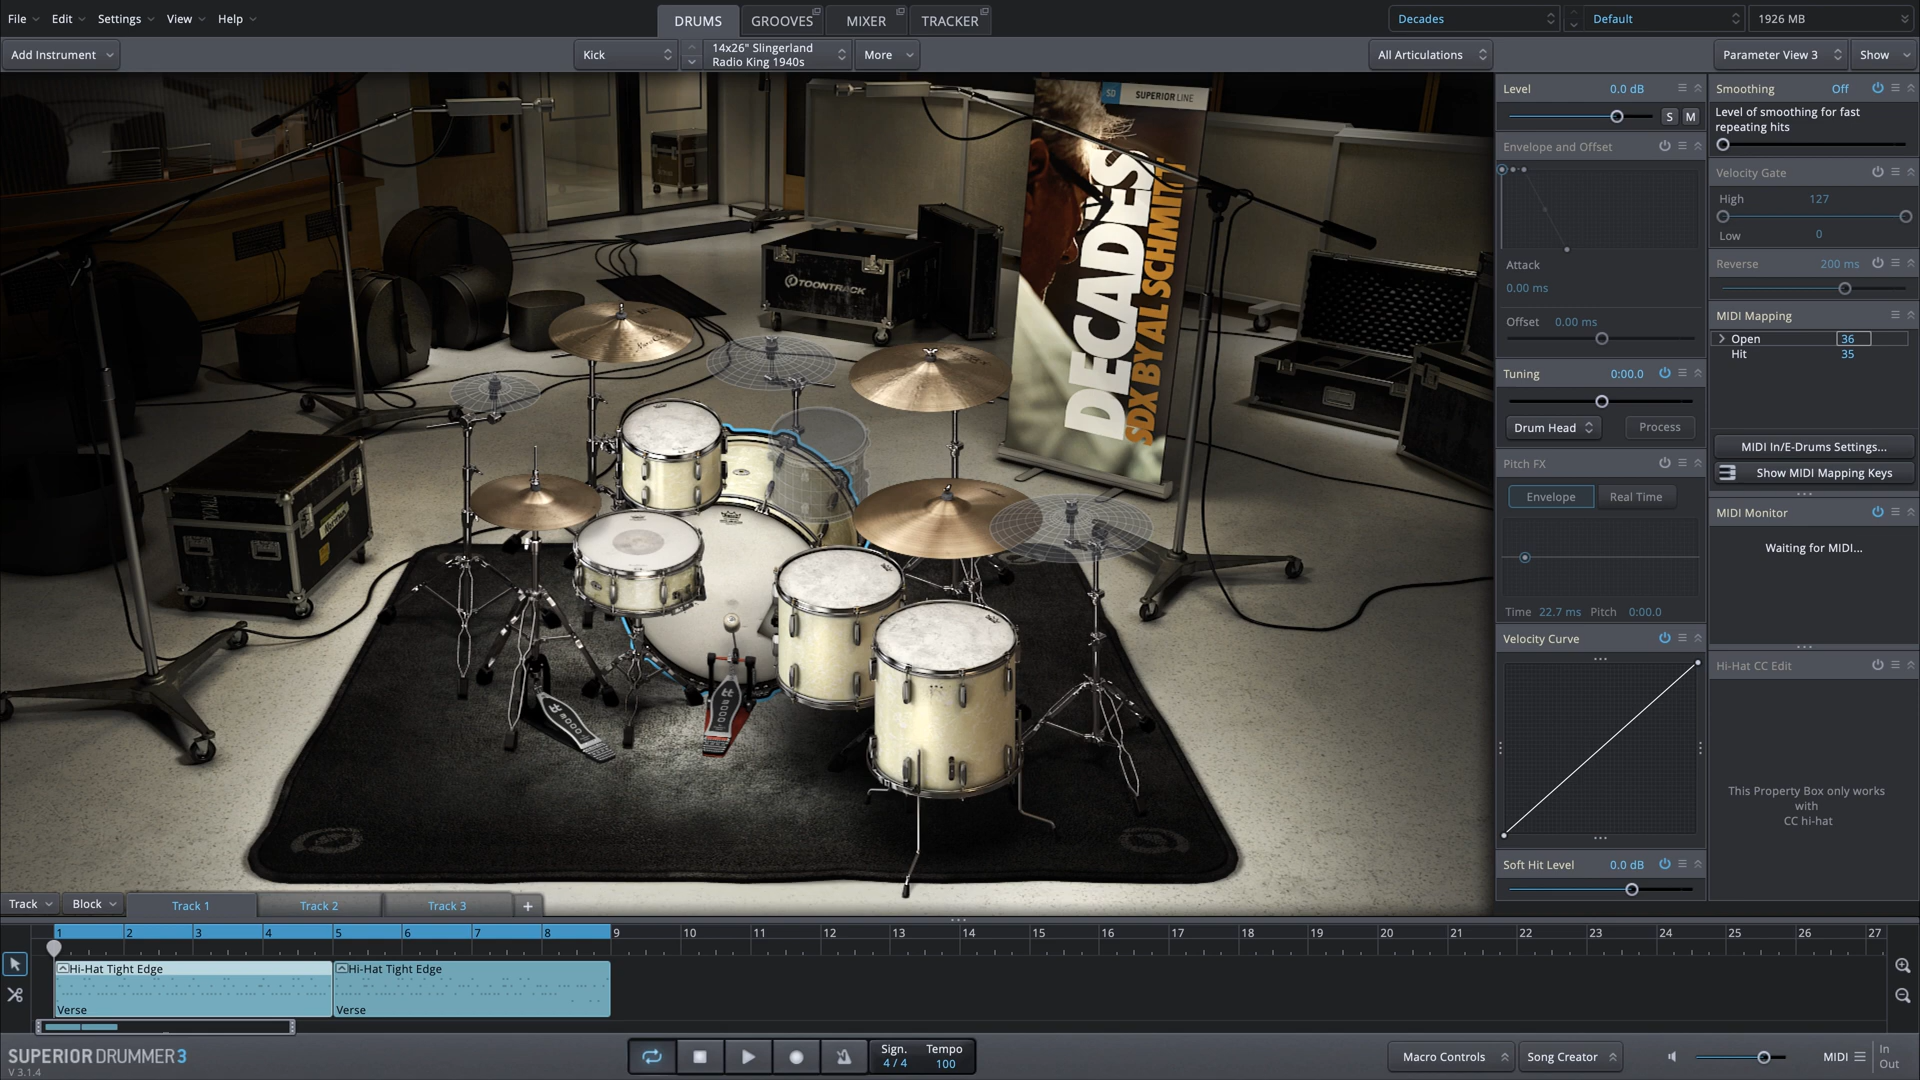 File Edit Settings View Help
DRUMS GROOVES MIXER TRACKER
Decades Default 1926 MB
Add Instrument
Kick
14x26" Slingerland
Radio King 1940s
More
All Articulations
Parameter View 3
Show
SD SUPERIOR LINE
DECADES
SDX BY AL SCHMITT
TOONTRACK
Level 0.0 dB
S M
Envelope and Offset
Attack
0.00 ms
Offset 0.00 ms
Tuning 0:00.0
Drum Head Process
Pitch FX
Envelope Real Time
Time 22.7 ms Pitch 0:00.0
Velocity Curve
Soft Hit Level 0.0 dB
Smoothing Off
Level of smoothing for fast
repeating hits
Velocity Gate
High 127
Low 0
Reverse 200 ms
MIDI Mapping
Open 36
Hit 35
MIDI In/E-Drums Settings...
Show MIDI Mapping Keys
MIDI Monitor
Waiting for MIDI...
Hi-Hat CC Edit
This Property Box only works
with
CC hi-hat
Track Block Track 1 Track 2 Track 3 +
1 2 3 4 5 6 7 8 9 10 11 12 13 14 15 16 17 18 19 20 21 22 23 24 25 26 27
Hi-Hat Tight Edge Hi-Hat Tight Edge
Verse Verse
SUPERIOR DRUMMER 3
V 3.1.4
Sign. Tempo
4/4 100
Macro Controls Song Creator
MIDI
In
Out